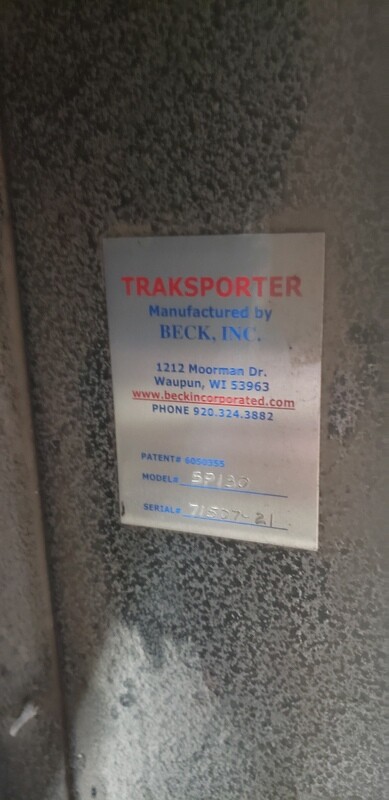 TRAKSPORTER
Manufactured by
BECK, INC.
1212 Moorman Dr.
Waupun, WI 53963
www.beckincorporated.com
PHONE 920.324.3882
PATENT# 6050355
MODEL#
SERIAL#